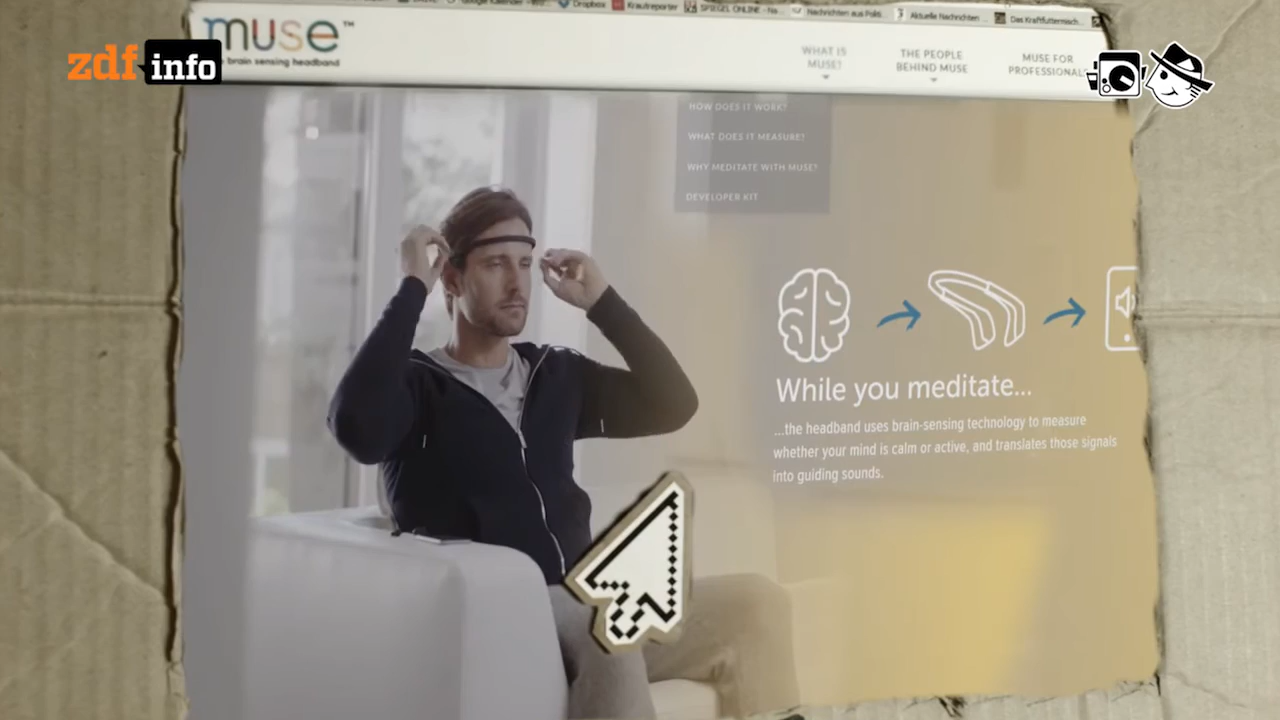 Dropbox
Krautreporter
SPIEGEL ONLINE - Na...
Nachrichten aus Politi...
Aktuelle Nachrichten ...
Das Kraftfuttermisch...
muse™
brain sensing headband
zdf info
WHAT IS
MUSE?
THE PEOPLE
BEHIND MUSE
MUSE FOR
PROFESSIONAL
HOW DOES IT WORK?
WHAT DOES IT MEASURE?
WHY MEDITATE WITH MUSE?
DEVELOPER KIT
While you meditate...
...the headband uses brain-sensing technology to measure
whether your mind is calm or active, and translates those signals
into guiding sounds.